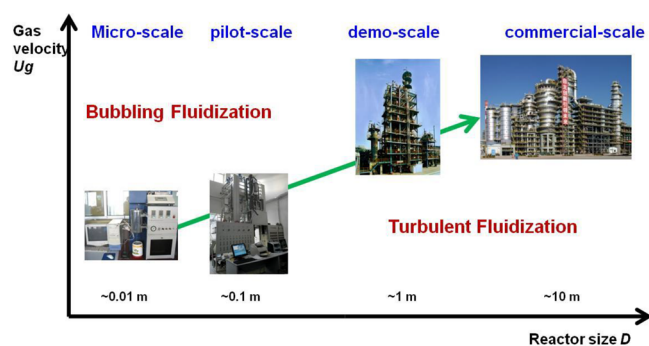 Gas
velocity
Ug
Micro-scale
pilot-scale
demo-scale
commercial-scale
Bubbling Fluidization
Turbulent Fluidization
~0.01 m
~0.1 m
~1 m
~10 m
Reactor size D